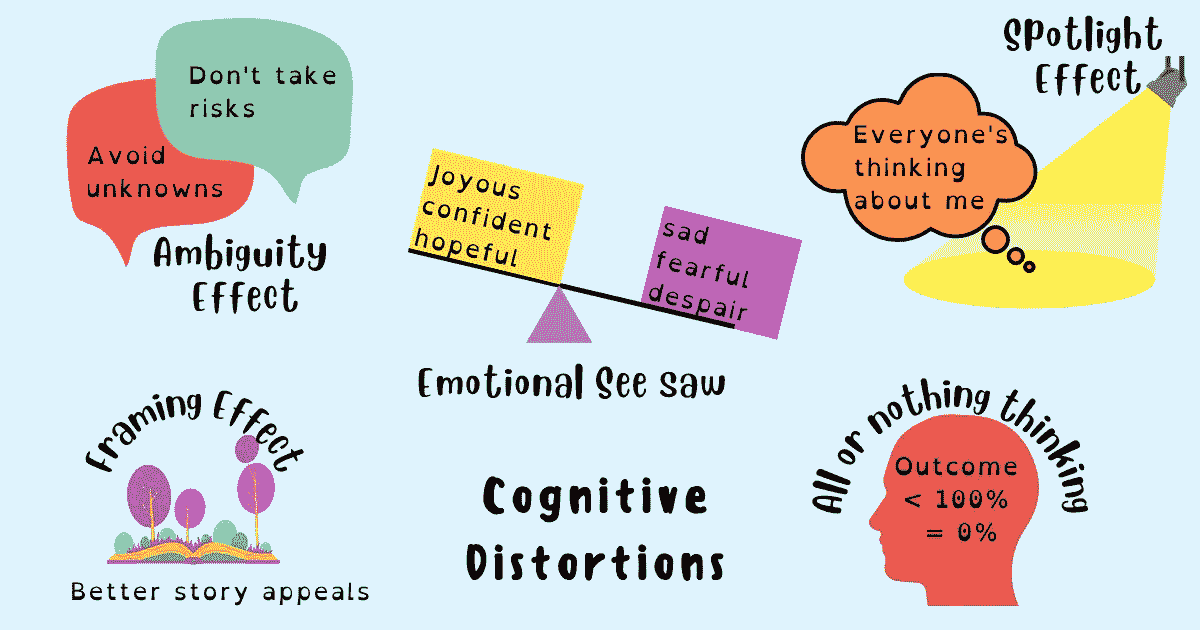 Don't take
risks
Avoid
unknowns
Ambiguity
Effect
Joyous
confident
hopeful
sad
fearful
despair
Emotional See Saw
Spotlight
Effect
Everyone's
thinking
about me
Framing Effect
Better story appeals
Cognitive
Distortions
All or nothing thinking
Outcome
< 100%
= 0%